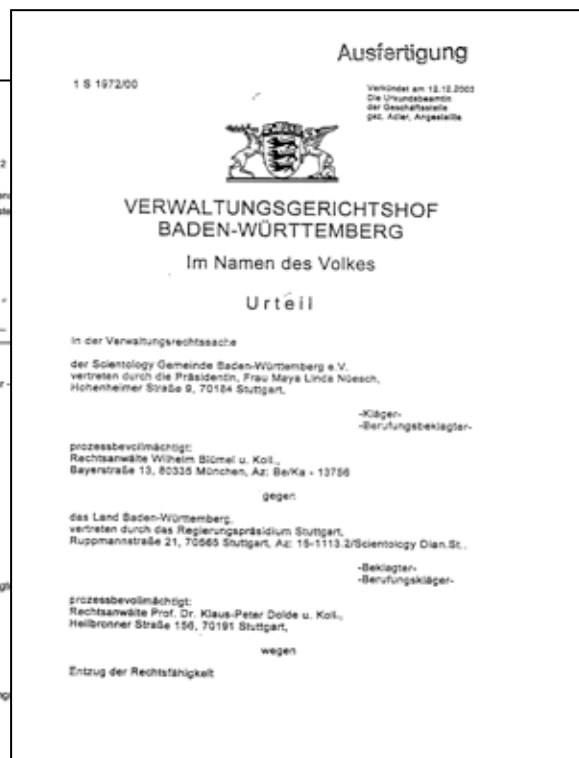 Ausfertigung
1 S 1972/00
Verkündet am 12.12.2003
Die Urkundsbeamtin
der Geschäftsstelle
gez. Adler, Angestellte
VERWALTUNGSGERICHTSHOF
BADEN-WÜRTTEMBERG
Im Namen des Volkes
Urteil
In der Verwaltungsrechtssache
der Scientology Gemeinde Baden-Württemberg e.V.
vertreten durch die Präsidentin, Frau Maya Linda Nüesch,
Hohenheimer Straße 9, 70184 Stuttgart,
-Kläger-
-Berufungsbeklagter-
prozessbevollmächtigt:
Rechtsanwälte Wilhelm Blümel u. Koll.,
Bayerstraße 13, 80335 München, Az: Be/Ka - 13756
gegen
das Land Baden-Württemberg,
vertreten durch das Regierungspräsidium Stuttgart,
Ruppmannstraße 21, 70565 Stuttgart, Az: 15-1113.2/Scientology Dian.St.,
-Beklagter-
-Berufungskläger-
prozessbevollmächtigt:
Rechtsanwälte Prof. Dr. Klaus-Peter Dolde u. Koll.,
Heilbronner Straße 156, 70191 Stuttgart,
wegen
Entzug der Rechtsfähigkeit